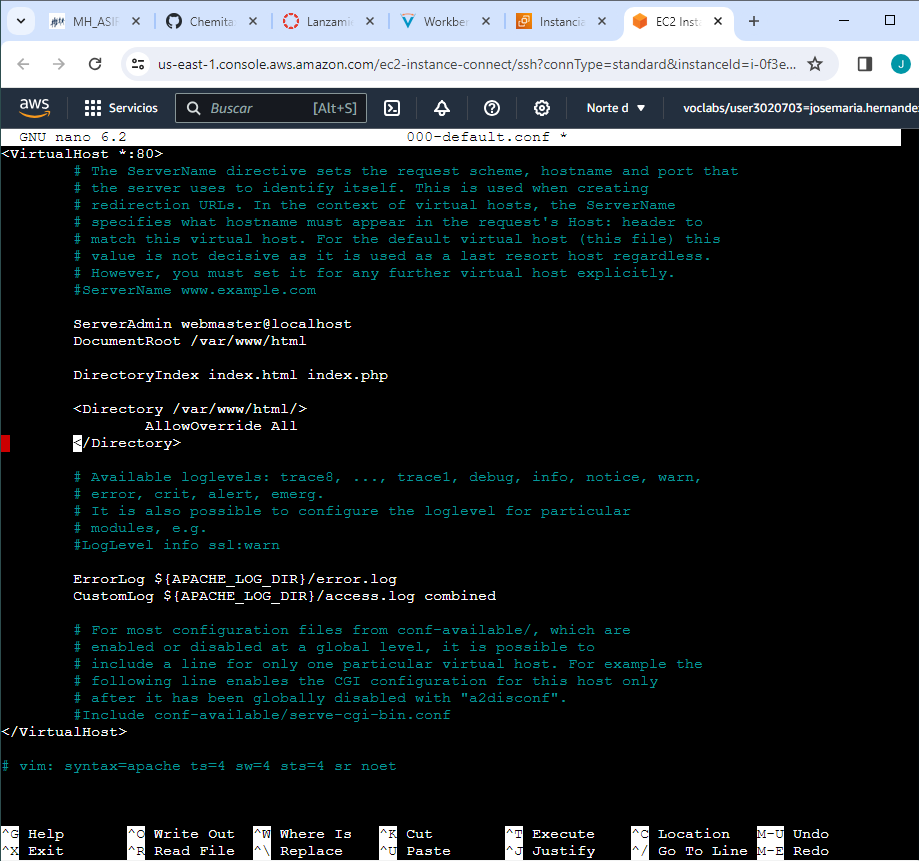 MH_ASIF
Chemita
Lanzamie
Workben
Instancia
EC2 Inst
us-east-1.console.aws.amazon.com/ec2-instance-connect/ssh?connType=standard&instanceId=i-0f3e...
J
aws
Servicios
Buscar
[Alt+S]
Norte d
voclabs/user3020703=josemaria.hernande
GNU nano 6.2 000-default.conf *
<VirtualHost *:80>
# The ServerName directive sets the request scheme, hostname and port that
# the server uses to identify itself. This is used when creating
# redirection URLs. In the context of virtual hosts, the ServerName
# specifies what hostname must appear in the request's Host: header to
# match this virtual host. For the default virtual host (this file) this
# value is not decisive as it is used as a last resort host regardless.
# However, you must set it for any further virtual host explicitly.
#ServerName www.example.com
ServerAdmin webmaster@localhost
DocumentRoot /var/www/html
DirectoryIndex index.html index.php
<Directory /var/www/html/>
AllowOverride All
</Directory>
# Available loglevels: trace8, ..., trace1, debug, info, notice, warn,
# error, crit, alert, emerg.
# It is also possible to configure the loglevel for particular
# modules, e.g.
#LogLevel info ssl:warn
ErrorLog ${APACHE_LOG_DIR}/error.log
CustomLog ${APACHE_LOG_DIR}/access.log combined
# For most configuration files from conf-available/, which are
# enabled or disabled at a global level, it is possible to
# include a line for only one particular virtual host. For example the
# following line enables the CGI configuration for this host only
# after it has been globally disabled with "a2disconf".
#Include conf-available/serve-cgi-bin.conf
</VirtualHost>
# vim: syntax=apache ts=4 sw=4 sts=4 sr noet
^G Help ^O Write Out ^W Where Is ^K Cut ^T Execute ^C Location M-U Undo
^X Exit ^R Read File ^\ Replace ^U Paste ^J Justify ^/ Go To Line M-E Redo